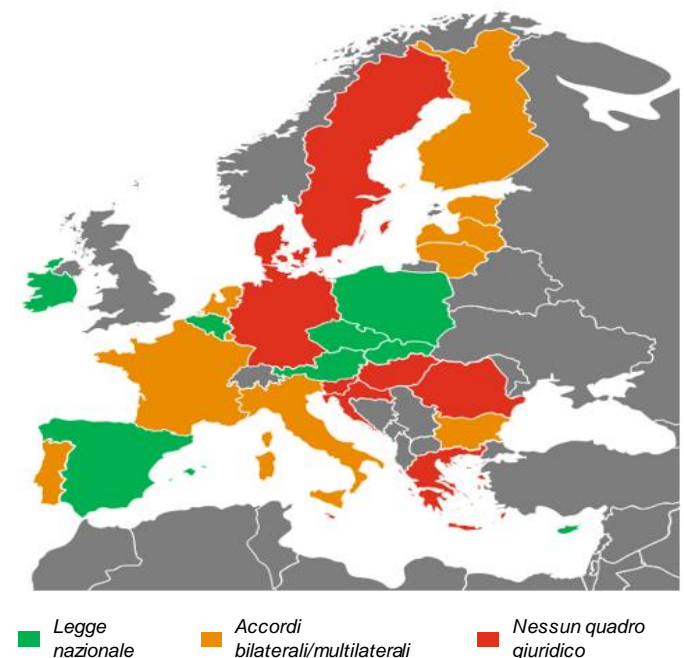 Legge
nazionale
Accordi
bilaterali/multilaterali
Nessun quadro
giuridico